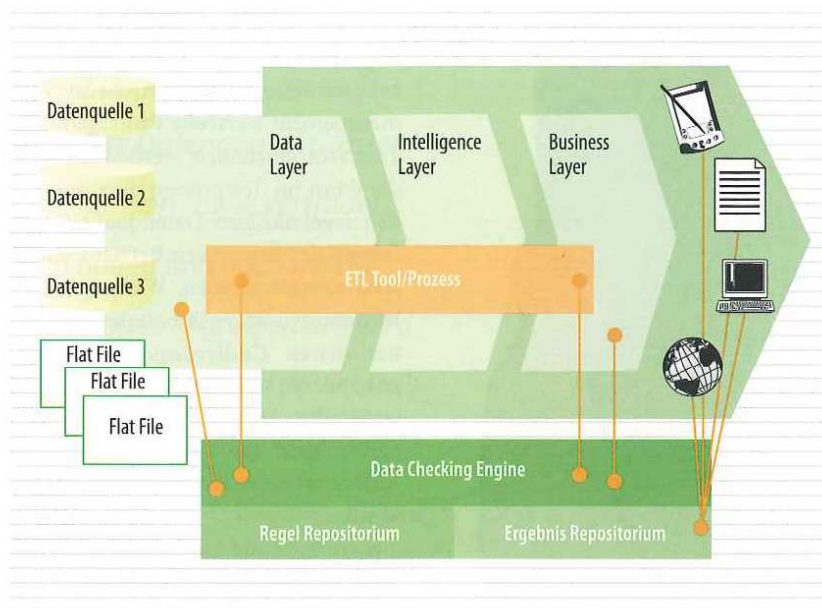 Datenquelle 1
Datenquelle 2
Datenquelle 3
Flat File
Flat File
Flat File
Data
Layer
Intelligence
Layer
Business
Layer
ETL Tool/Prozess
Data Checking Engine
Regel Repositorium
Ergebnis Repositorium